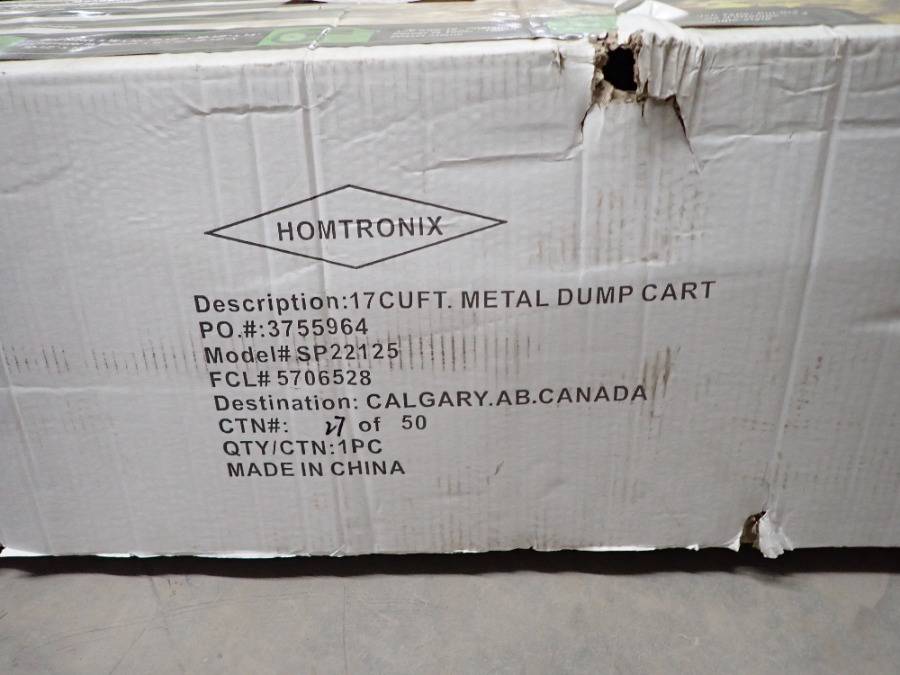 HOMTRONIX
Description:17CUFT. METAL DUMP CART
PO.#:3755964
Model# SP22125
FCL# 5706528
Destination: CALGARY.AB.CANADA
CTN#: 27 of 50
QTY/CTN:1PC
MADE IN CHINA